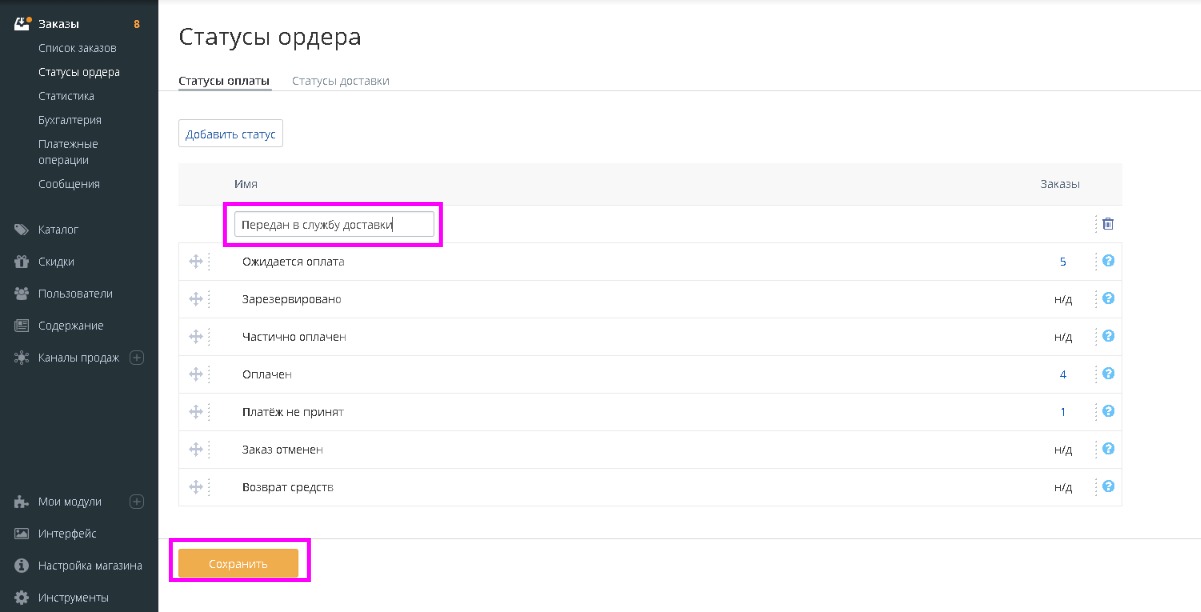 Заказы 8
Список заказов
Статусы ордера
Статистика
Бухгалтерия
Платежные
операции
Сообщения
Каталог
Скидки
Пользователи
Содержание
Каналы продаж
Мои модули
Интерфейс
Настройка магазина
Инструменты
Статусы ордера
Статусы оплаты Статусы доставки
Добавить статус
Имя Заказы
Передан в службу доставки
Ожидается оплата 5
Зарезервировано н/д
Частично оплачен н/д
Оплачен 4
Платёж не принят 1
Заказ отменен н/д
Возврат средств н/д
Сохранить